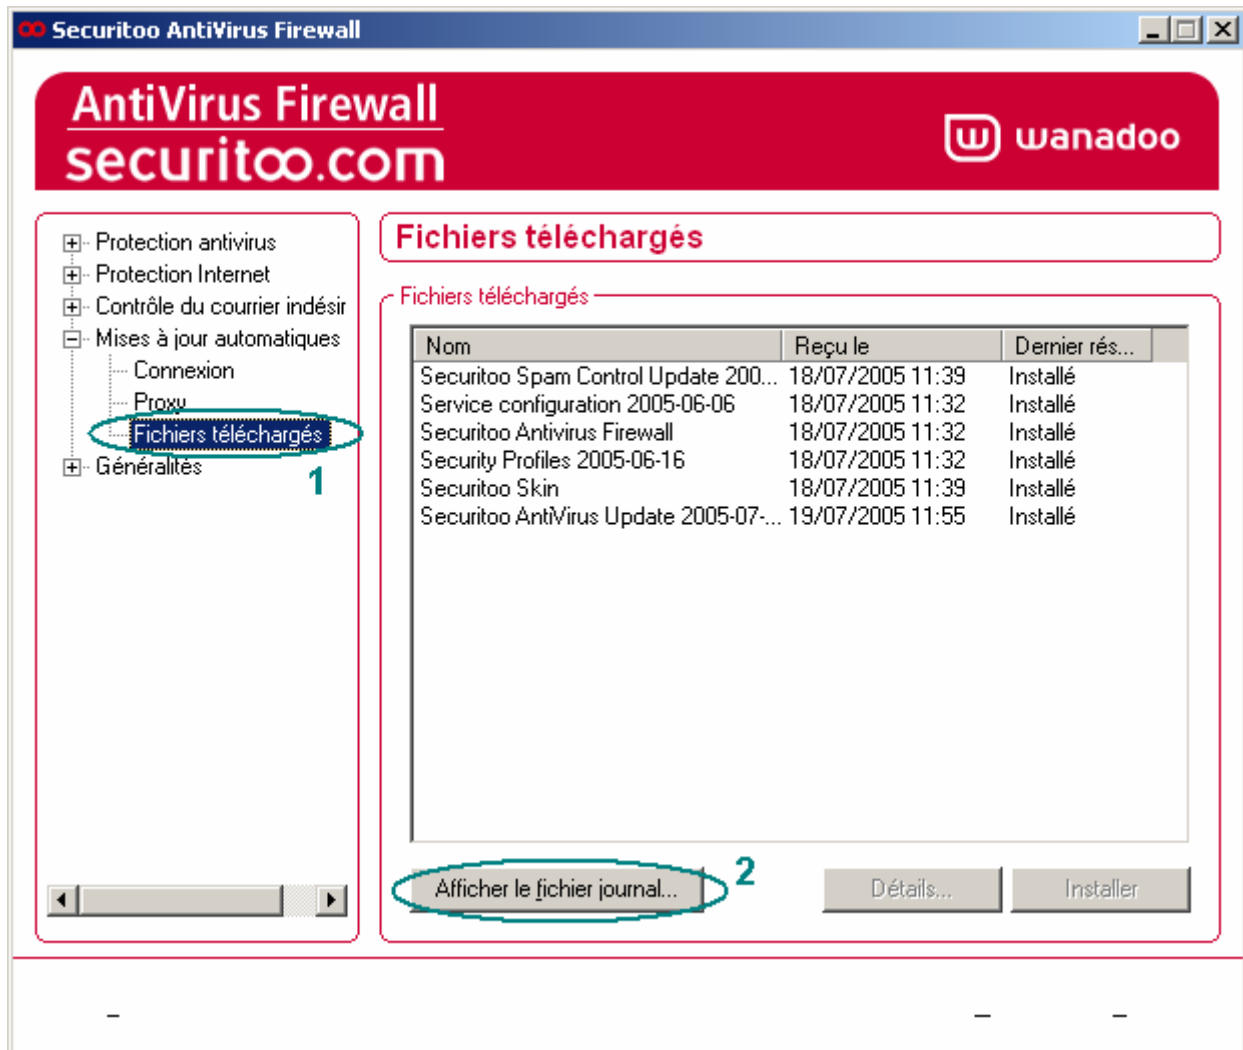 Securitoo AntiVirus Firewall
AntiVirus Firewall
securitoo.com
w wanadoo
Protection antivirus
Protection Internet
Contrôle du courrier indésir
Mises à jour automatiques
Connexion
Proxy
Fichiers téléchargés
1
Généralités
Fichiers téléchargés
Fichiers téléchargés
Nom Reçu le Dernier rés...
Securitoo Spam Control Update 200... 18/07/2005 11:39 Installé
Service configuration 2005-06-06 18/07/2005 11:32 Installé
Securitoo Antivirus Firewall 18/07/2005 11:32 Installé
Security Profiles 2005-06-16 18/07/2005 11:32 Installé
Securitoo Skin 18/07/2005 11:39 Installé
Securitoo AntiVirus Update 2005-07-... 19/07/2005 11:55 Installé
Afficher le fichier journal... 2 Détails... Installer